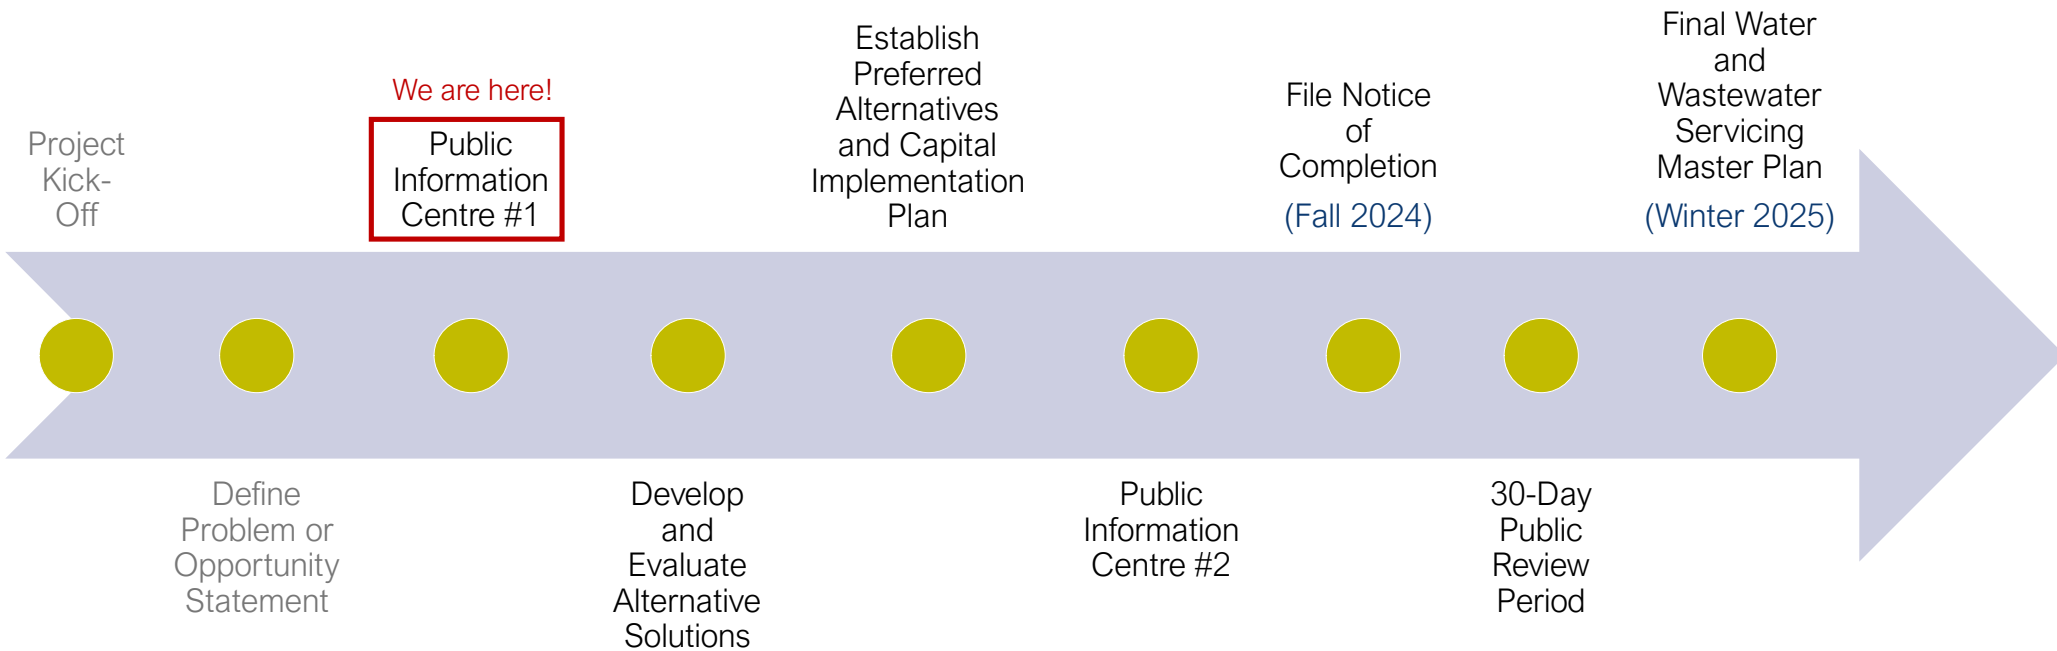 Project
Kick-
Off
Define
Problem or
Opportunity
Statement
We are here!
Public
Information
Centre #1
Develop
and
Evaluate
Alternative
Solutions
Establish
Preferred
Alternatives
and Capital
Implementation
Plan
Public
Information
Centre #2
File Notice
of
Completion
(Fall 2024)
30-Day
Public
Review
Period
Final Water
and
Wastewater
Servicing
Master Plan
(Winter 2025)